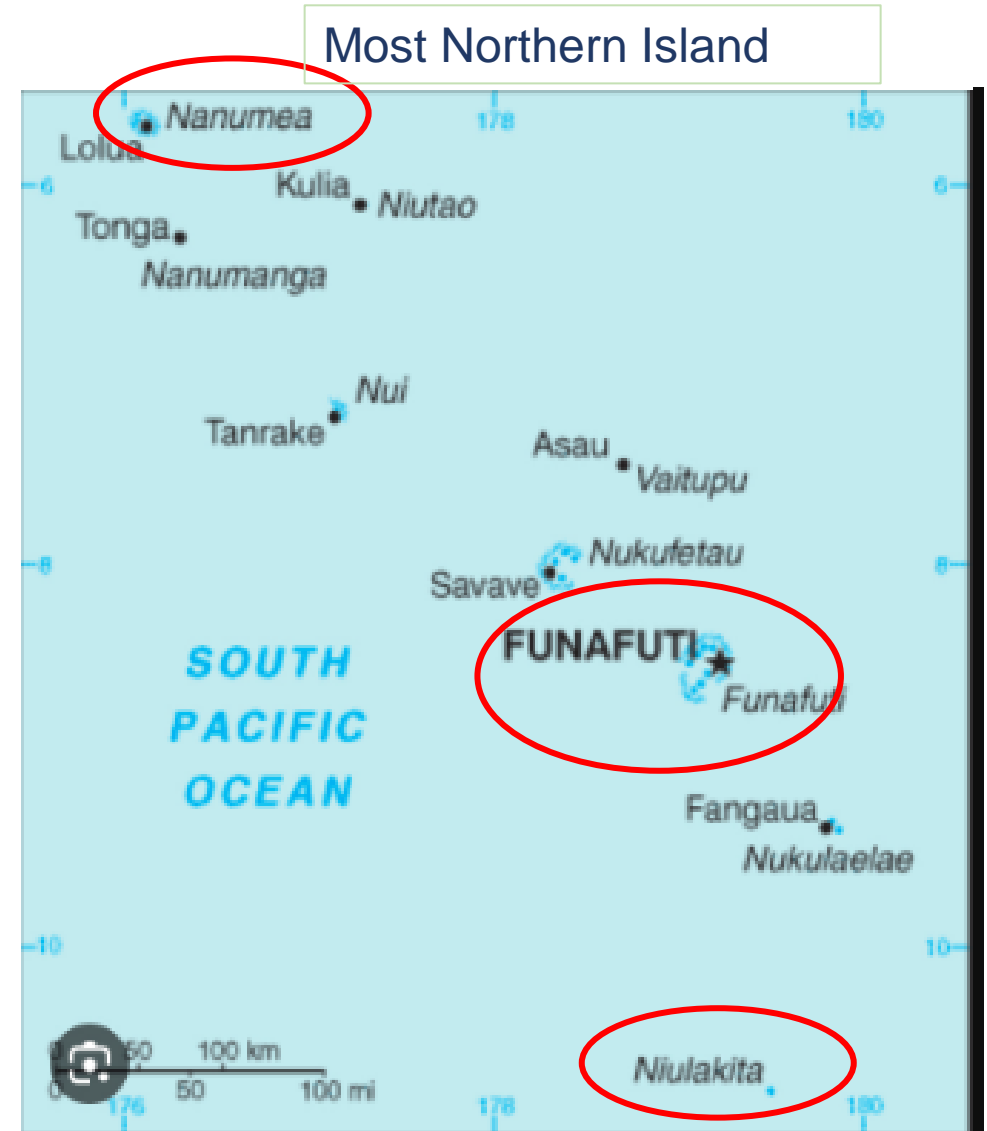 Most Northern Island
Nanumea
178
180
Lolua
6
6
Kulia
Niutao
Tonga
Nanumanga
Nui
Tanrake
Asau
Vaitupu
8
8
Nukufetau
Savave
FUNAFUTI
Funafuti
SOUTH
PACIFIC
OCEAN
Fangaua
Nukulaelae
10
10
0 50 100 km
0 50 100 mi
Niulakita
176
178
180